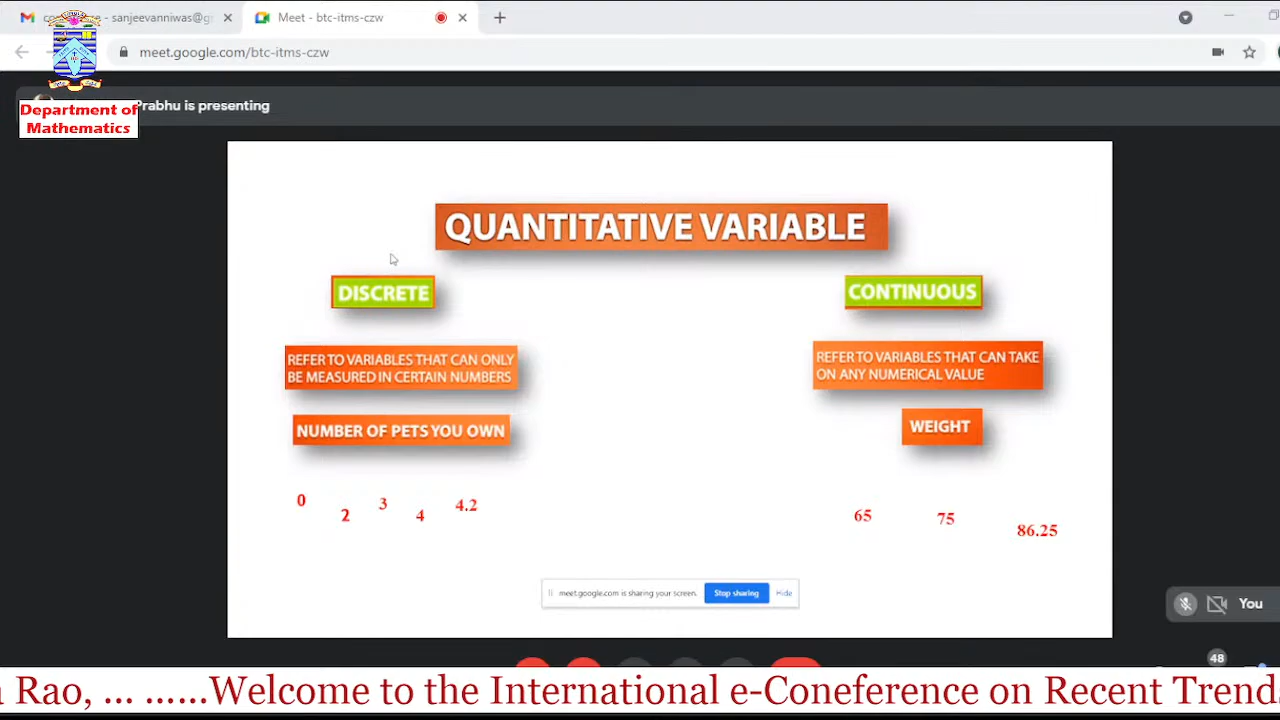 sanjeevanniwas@g
Meet - btc-itms-czw
meet.google.com/btc-itms-czw
Prabhu is presenting
Department of
Mathematics
QUANTITATIVE VARIABLE
DISCRETE
CONTINUOUS
REFER TO VARIABLES THAT CAN ONLY
BE MEASURED IN CERTAIN NUMBERS
REFER TO VARIABLES THAT CAN TAKE
ON ANY NUMERICAL VALUE
NUMBER OF PETS YOU OWN
WEIGHT
0 2 3 4 4.2
65 75 86.25
meet.google.com is sharing your screen. Stop sharing Hide
You
48
Rao, ... ......Welcome to the International e-Coneference on Recent Trend